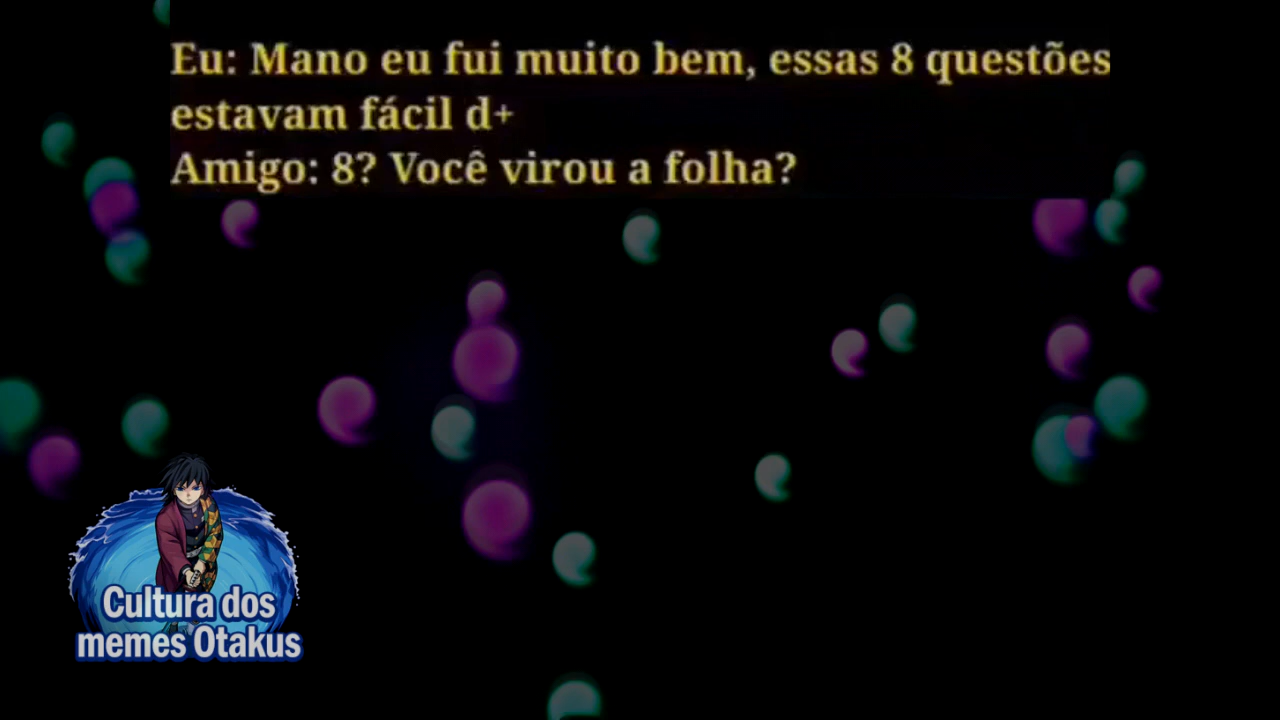 Eu: Mano eu fui muito bem, essas 8 questões
estavam fácil d+
Amigo: 8? Você virou a folha?
Cultura dos
memes Otakus